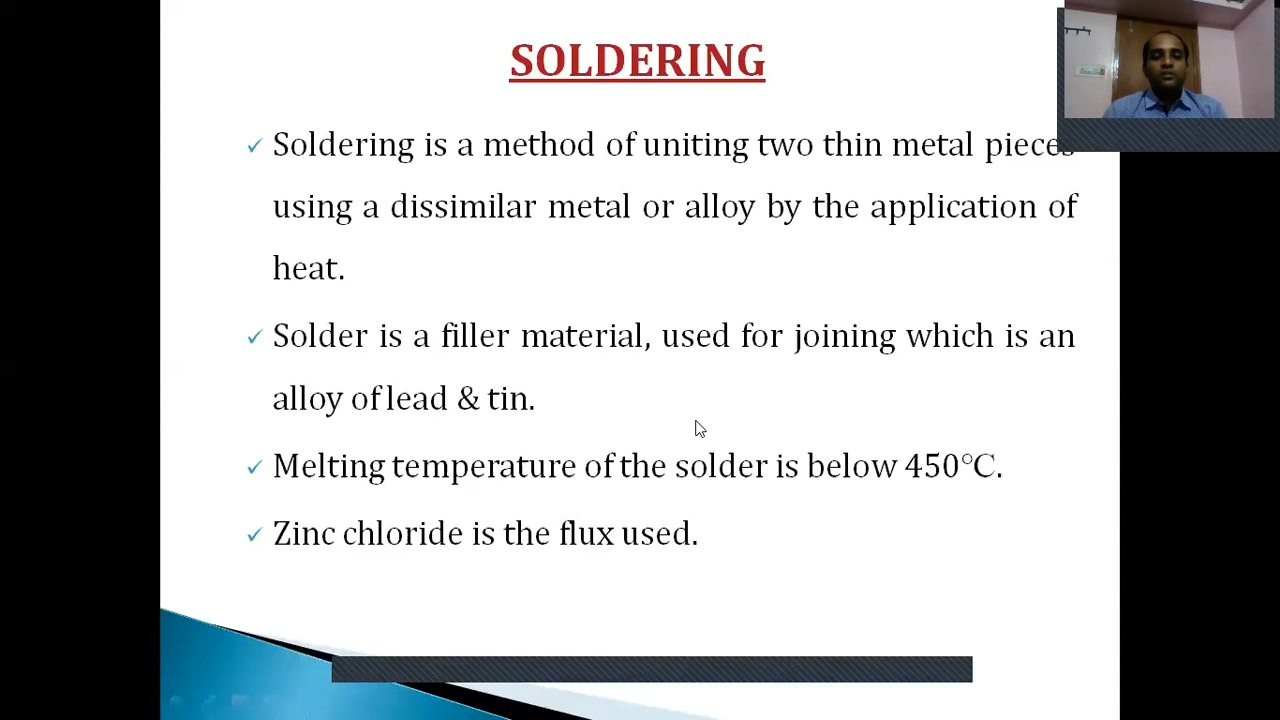 SOLDERING
✓ Soldering is a method of uniting two thin metal pieces
using a dissimilar metal or alloy by the application of
heat.
✓ Solder is a filler material, used for joining which is an
alloy of lead & tin.
✓ Melting temperature of the solder is below 450°C.
✓ Zinc chloride is the flux used.